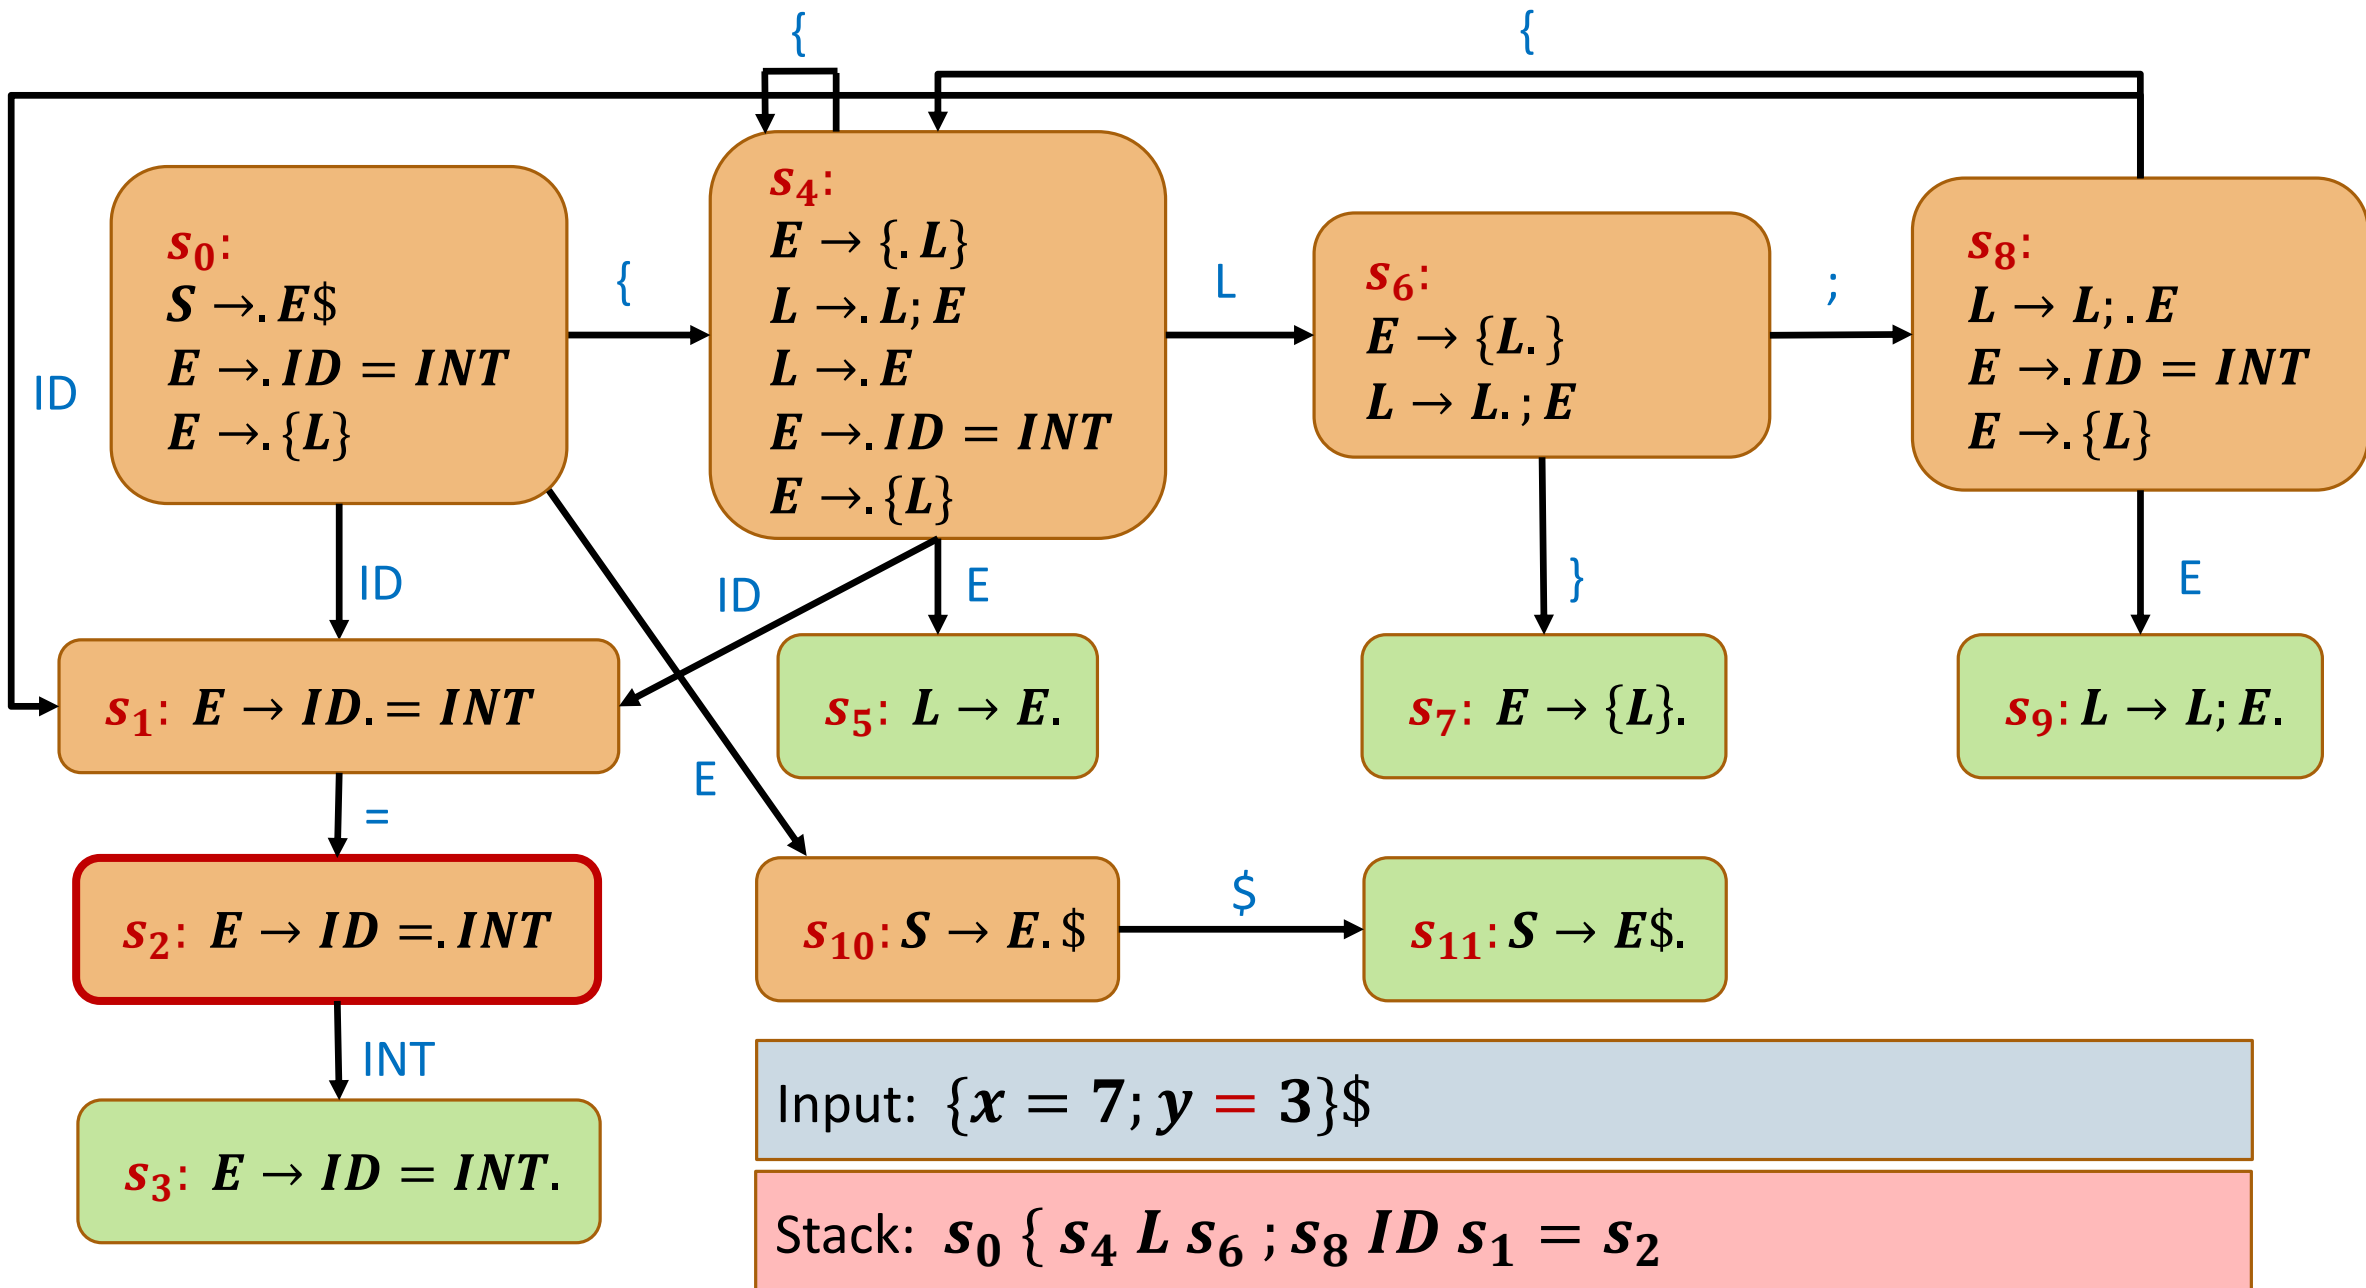 {
{
s₀:
S →. E$
E →. ID = INT
E →. {L}
{
s₄:
E → {. L}
L →. L; E
L →. E
E →. ID = INT
E →. {L}
L
s₆:
E → {L. }
L → L. ; E
;
s₈:
L → L; . E
E →. ID = INT
E →. {L}
ID
ID
ID
E
}
E
s₁: E → ID. = INT
s₅: L → E.
s₇: E → {L}.
s₉: L → L; E.
=
E
s₂: E → ID =. INT
s₁₀: S → E. $
$
s₁₁: S → E$.
INT
s₃: E → ID = INT.
Input: {x = 7; y = 3}$
Stack: s₀ { s₄ L s₆ ; s₈ ID s₁ = s₂